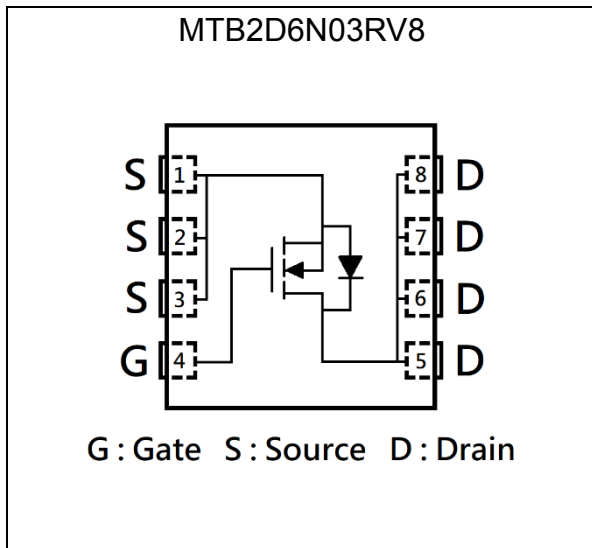 MTB2D6N03RV8
S 1 8 D
S 2 7 D
S 3 6 D
G 4 5 D
G : Gate S : Source D : Drain